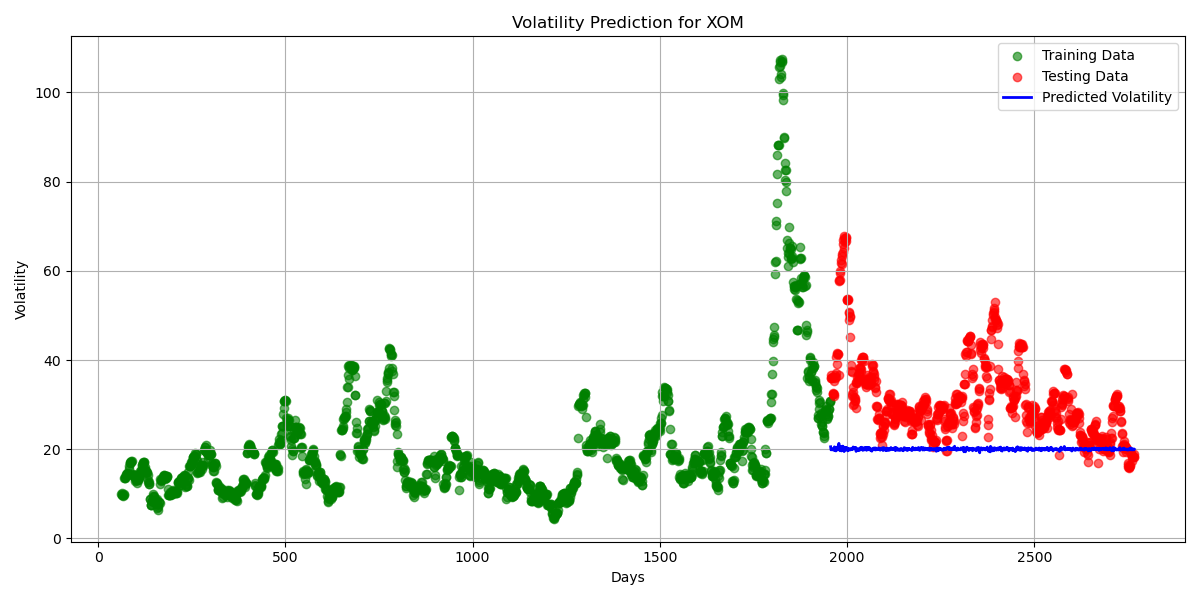 Volatility Prediction for XOM
Training Data
Testing Data
Predicted Volatility
Volatility
100
80
60
40
20
0
0 500 1000 1500 2000 2500
Days